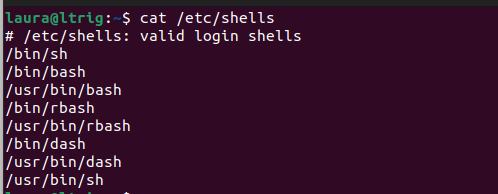 laura@ltrig:~$ cat /etc/shells
# /etc/shells: valid login shells
/bin/sh
/bin/bash
/usr/bin/bash
/bin/rbash
/usr/bin/rbash
/bin/dash
/usr/bin/dash
/usr/bin/sh